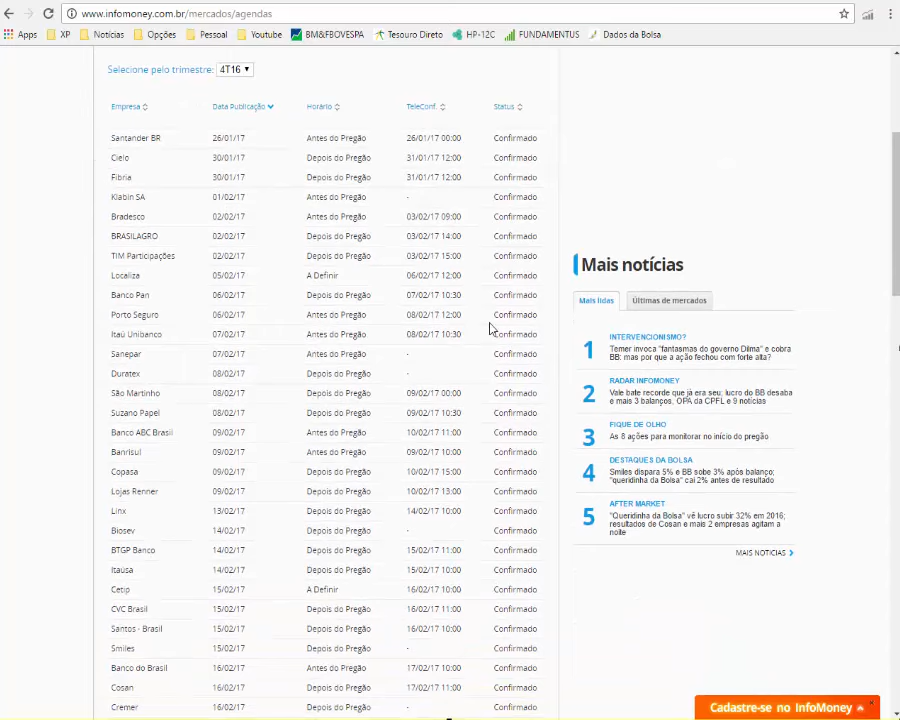 www.infomoney.com.br/mercados/agendas
Apps XP Notícias Opções Pessoal Youtube BM&FBOVESPA Tesouro Direto HP-12C FUNDAMENTUS Dados da Bolsa
Selecione pelo trimestre: 4T16
Empresa Data Publicação Horário TeleConf. Status
Santander BR 26/01/17 Antes do Pregão 26/01/17 00:00 Confirmado
Cielo 30/01/17 Depois do Pregão 31/01/17 12:00 Confirmado
Fibria 30/01/17 Depois do Pregão 31/01/17 12:00 Confirmado
Klabin SA 01/02/17 Antes do Pregão - Confirmado
Bradesco 02/02/17 Antes do Pregão 03/02/17 09:00 Confirmado
BRASILAGRO 02/02/17 Depois do Pregão 03/02/17 14:00 Confirmado
TIM Participações 02/02/17 Depois do Pregão 03/02/17 15:00 Confirmado
Localiza 05/02/17 A Definir 06/02/17 12:00 Confirmado
Banco Pan 06/02/17 Depois do Pregão 07/02/17 10:30 Confirmado
Porto Seguro 06/02/17 Antes do Pregão 08/02/17 12:00 Confirmado
Itaú Unibanco 07/02/17 Antes do Pregão 08/02/17 10:30 Confirmado
Sanepar 07/02/17 Antes do Pregão - Confirmado
Duratex 08/02/17 Depois do Pregão - Confirmado
São Martinho 08/02/17 Depois do Pregão 09/02/17 00:00 Confirmado
Suzano Papel 08/02/17 Depois do Pregão 09/02/17 10:30 Confirmado
Banco ABC Brasil 09/02/17 Antes do Pregão 10/02/17 11:00 Confirmado
Banrisul 09/02/17 Antes do Pregão 09/02/17 10:00 Confirmado
Copasa 09/02/17 Depois do Pregão 10/02/17 15:00 Confirmado
Lojas Renner 09/02/17 Depois do Pregão 10/02/17 13:00 Confirmado
Linx 13/02/17 Depois do Pregão 14/02/17 10:00 Confirmado
Biosev 14/02/17 Depois do Pregão - Confirmado
BTGP Banco 14/02/17 Depois do Pregão 15/02/17 11:00 Confirmado
Itaúsa 14/02/17 Depois do Pregão 15/02/17 10:00 Confirmado
Cetip 15/02/17 A Definir 16/02/17 10:00 Confirmado
CVC Brasil 15/02/17 Depois do Pregão 16/02/17 11:00 Confirmado
Santos - Brasil 15/02/17 Depois do Pregão 16/02/17 10:00 Confirmado
Smiles 15/02/17 Depois do Pregão - Confirmado
Banco do Brasil 16/02/17 Antes do Pregão 17/02/17 10:00 Confirmado
Cosan 16/02/17 Depois do Pregão 17/02/17 11:00 Confirmado
Cremer 16/02/17 Depois do Pregão - Confirmado
Mais notícias
Mais lidas Últimas de mercados
1 INTERVENCIONISMO?
Temer invoca "fantasmas do governo Dilma" e cobra
BB: mas por que a ação fechou com forte alta?
2 RADAR INFOMONEY
Vale bate recorde que já era seu; lucro do BB desaba
e mais 3 balanços, OPA da CPFL e 9 notícias
3 FIQUE DE OLHO
As 8 ações para monitorar no início do pregão
4 DESTAQUES DA BOLSA
Smiles dispara 5% e BB sobe 3% após balanço;
"queridinha da Bolsa" cai 2% antes de resultado
5 AFTER MARKET
"Queridinha da Bolsa" vê lucro subir 32% em 2016;
resultados de Cosan e mais 2 empresas agitam a
noite
MAIS NOTICIAS
Cadastre-se no InfoMoney